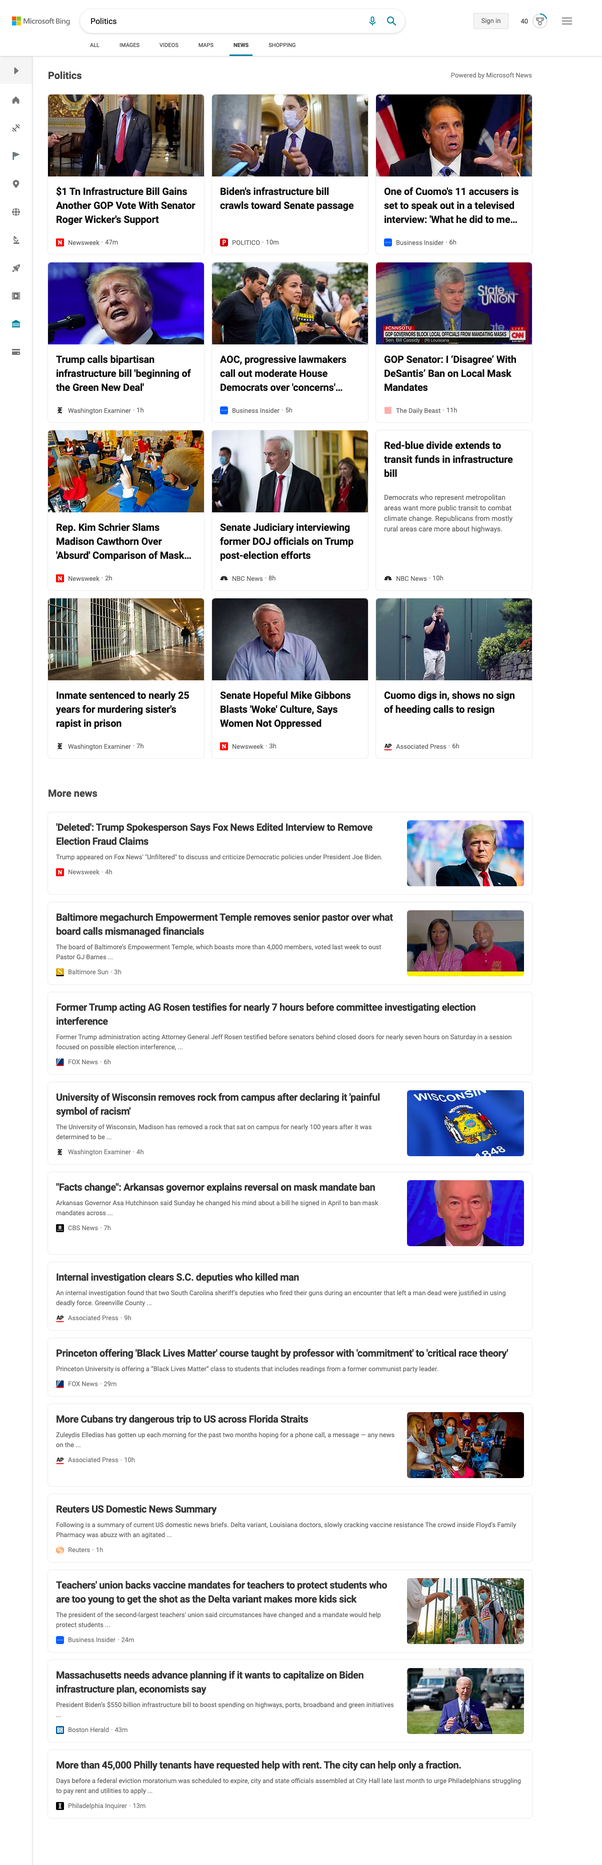 Microsoft Bing
Politics
Sign in
40
ALL
IMAGES
VIDEOS
MAPS
NEWS
SHOPPING
Politics
Powered by Microsoft News
$1 Tn Infrastructure Bill Gains
Another GOP Vote With Senator
Roger Wicker's Support
Newsweek · 47m
Biden's infrastructure bill
crawls toward Senate passage
POLITICO · 10m
One of Cuomo's 11 accusers is
set to speak out in a televised
interview: 'What he did to me...
Business Insider · 6h
Trump calls bipartisan
infrastructure bill 'beginning of
the Green New Deal'
Washington Examiner · 1h
AOC, progressive lawmakers
call out moderate House
Democrats over 'concerns'...
Business Insider · 5h
State
UNION
#CNNSOTU
GOP GOVERNORS BLOCK LOCAL OFFICIALS FROM MANDATING MASKS
Sen. Bill Cassidy (R) Louisiana
CNN
GOP Senator: I 'Disagree' With
DeSantis' Ban on Local Mask
Mandates
The Daily Beast · 11h
Rep. Kim Schrier Slams
Madison Cawthorn Over
'Absurd' Comparison of Mask...
Newsweek · 2h
Senate Judiciary interviewing
former DOJ officials on Trump
post-election efforts
NBC News · 8h
Red-blue divide extends to
transit funds in infrastructure
bill
Democrats who represent metropolitan
areas want more public transit to combat
climate change. Republicans from mostly
rural areas care more about highways.
NBC News · 10h
Inmate sentenced to nearly 25
years for murdering sister's
rapist in prison
Washington Examiner · 7h
Senate Hopeful Mike Gibbons
Blasts 'Woke' Culture, Says
Women Not Oppressed
Newsweek · 3h
Cuomo digs in, shows no sign
of heeding calls to resign
AP Associated Press · 6h
More news
'Deleted': Trump Spokesperson Says Fox News Edited Interview to Remove
Election Fraud Claims
Trump appeared on Fox News' "Unfiltered" to discuss and criticize Democratic policies under President Joe Biden.
Newsweek · 4h
Baltimore megachurch Empowerment Temple removes senior pastor over what
board calls mismanaged financials
The board of Baltimore's Empowerment Temple, which boasts more than 4,000 members, voted last week to oust
Pastor GJ Barnes ...
Baltimore Sun · 3h
Former Trump acting AG Rosen testifies for nearly 7 hours before committee investigating election
interference
Former Trump administration acting Attorney General Jeff Rosen testified before senators behind closed doors for nearly seven hours on Saturday in a session
focused on possible election interference, ...
FOX News · 6h
University of Wisconsin removes rock from campus after declaring it 'painful
symbol of racism'
The University of Wisconsin, Madison has removed a rock that sat on campus for nearly 100 years after it was
determined to be ...
Washington Examiner · 4h
WISCONSIN
1848
"Facts change": Arkansas governor explains reversal on mask mandate ban
Arkansas Governor Asa Hutchinson said Sunday he changed his mind about a bill he signed in April to ban mask
mandates across ...
CBS News · 7h
Internal investigation clears S.C. deputies who killed man
An internal investigation found that two South Carolina sheriff's deputies who fired their guns during an encounter that left a man dead were justified in using
deadly force. Greenville County ...
AP Associated Press · 9h
Princeton offering 'Black Lives Matter' course taught by professor with 'commitment' to 'critical race theory'
Princeton University is offering a "Black Lives Matter" class to students that includes readings from a former communist party leader.
FOX News · 29m
More Cubans try dangerous trip to US across Florida Straits
Zuleydis Elledias has gotten up each morning for the past two months hoping for a phone call, a message — any news
on the ...
AP Associated Press · 10h
Reuters US Domestic News Summary
Following is a summary of current US domestic news briefs. Delta variant, Louisiana doctors, slowly cracking vaccine resistance The crowd inside Floyd's Family
Pharmacy was abuzz with an agitated ...
Reuters · 1h
Teachers' union backs vaccine mandates for teachers to protect students who
are too young to get the shot as the Delta variant makes more kids sick
The president of the second-largest teachers' union said circumstances have changed and a mandate would help
protect students ...
Business Insider · 24m
Massachusetts needs advance planning if it wants to capitalize on Biden
infrastructure plan, economists say
President Biden's $550 billion infrastructure bill to boost spending on highways, ports, broadband and green initiatives
...
Boston Herald · 43m
More than 45,000 Philly tenants have requested help with rent. The city can help only a fraction.
Days before a federal eviction moratorium was scheduled to expire, city and state officials assembled at City Hall late last month to urge Philadelphians struggling
to pay rent and utilities to apply ...
Philadelphia Inquirer · 13m